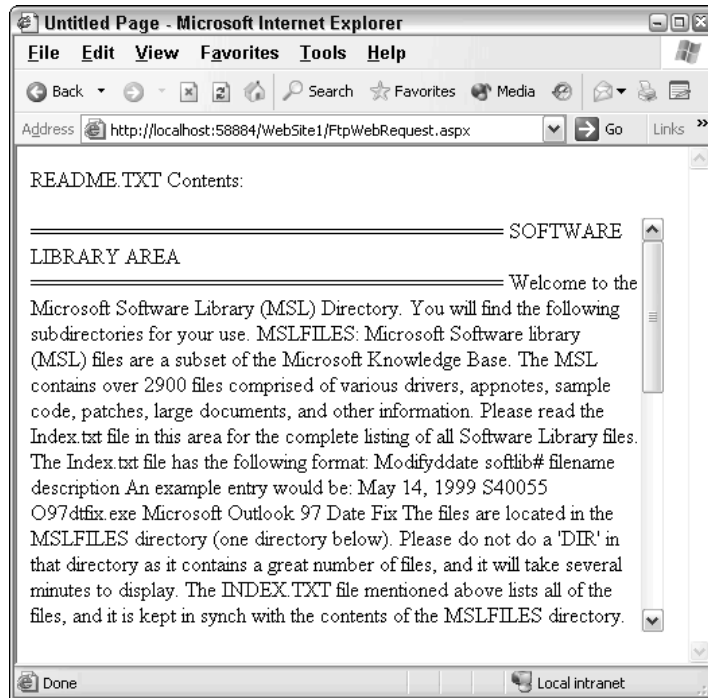 Untitled Page - Microsoft Internet Explorer
File Edit View Favorites Tools Help
Back Search Favorites Media
Address http://localhost:58884/WebSite1/FtpWebRequest.aspx Go Links »
README.TXT Contents:
================================== SOFTWARE
LIBRARY AREA
================================== Welcome to the
Microsoft Software Library (MSL) Directory. You will find the following
subdirectories for your use. MSLFILES: Microsoft Software library
(MSL) files are a subset of the Microsoft Knowledge Base. The MSL
contains over 2900 files comprised of various drivers, appnotes, sample
code, patches, large documents, and other information. Please read the
Index.txt file in this area for the complete listing of all Software Library files.
The Index.txt file has the following format: Modifyddate softlib# filename
description An example entry would be: May 14, 1999 S40055
O97dtfix.exe Microsoft Outlook 97 Date Fix The files are located in the
MSLFILES directory (one directory below). Please do not do a 'DIR' in
that directory as it contains a great number of files, and it will take several
minutes to display. The INDEX.TXT file mentioned above lists all of the
files, and it is kept in synch with the contents of the MSLFILES directory.
Done Local intranet